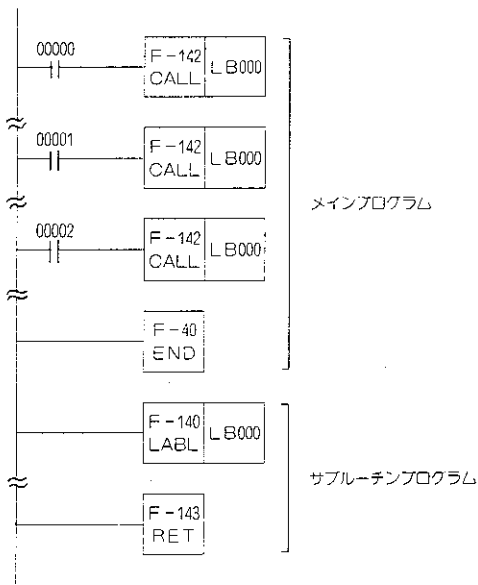 00000
F-142 LB000
CALL
00001
F-142 LB000
CALL
メインプログラム
00002
F-142 LB000
CALL
F-40
END
F-140 LB000
LABL
サブルーチンプログラム
F-143
RET